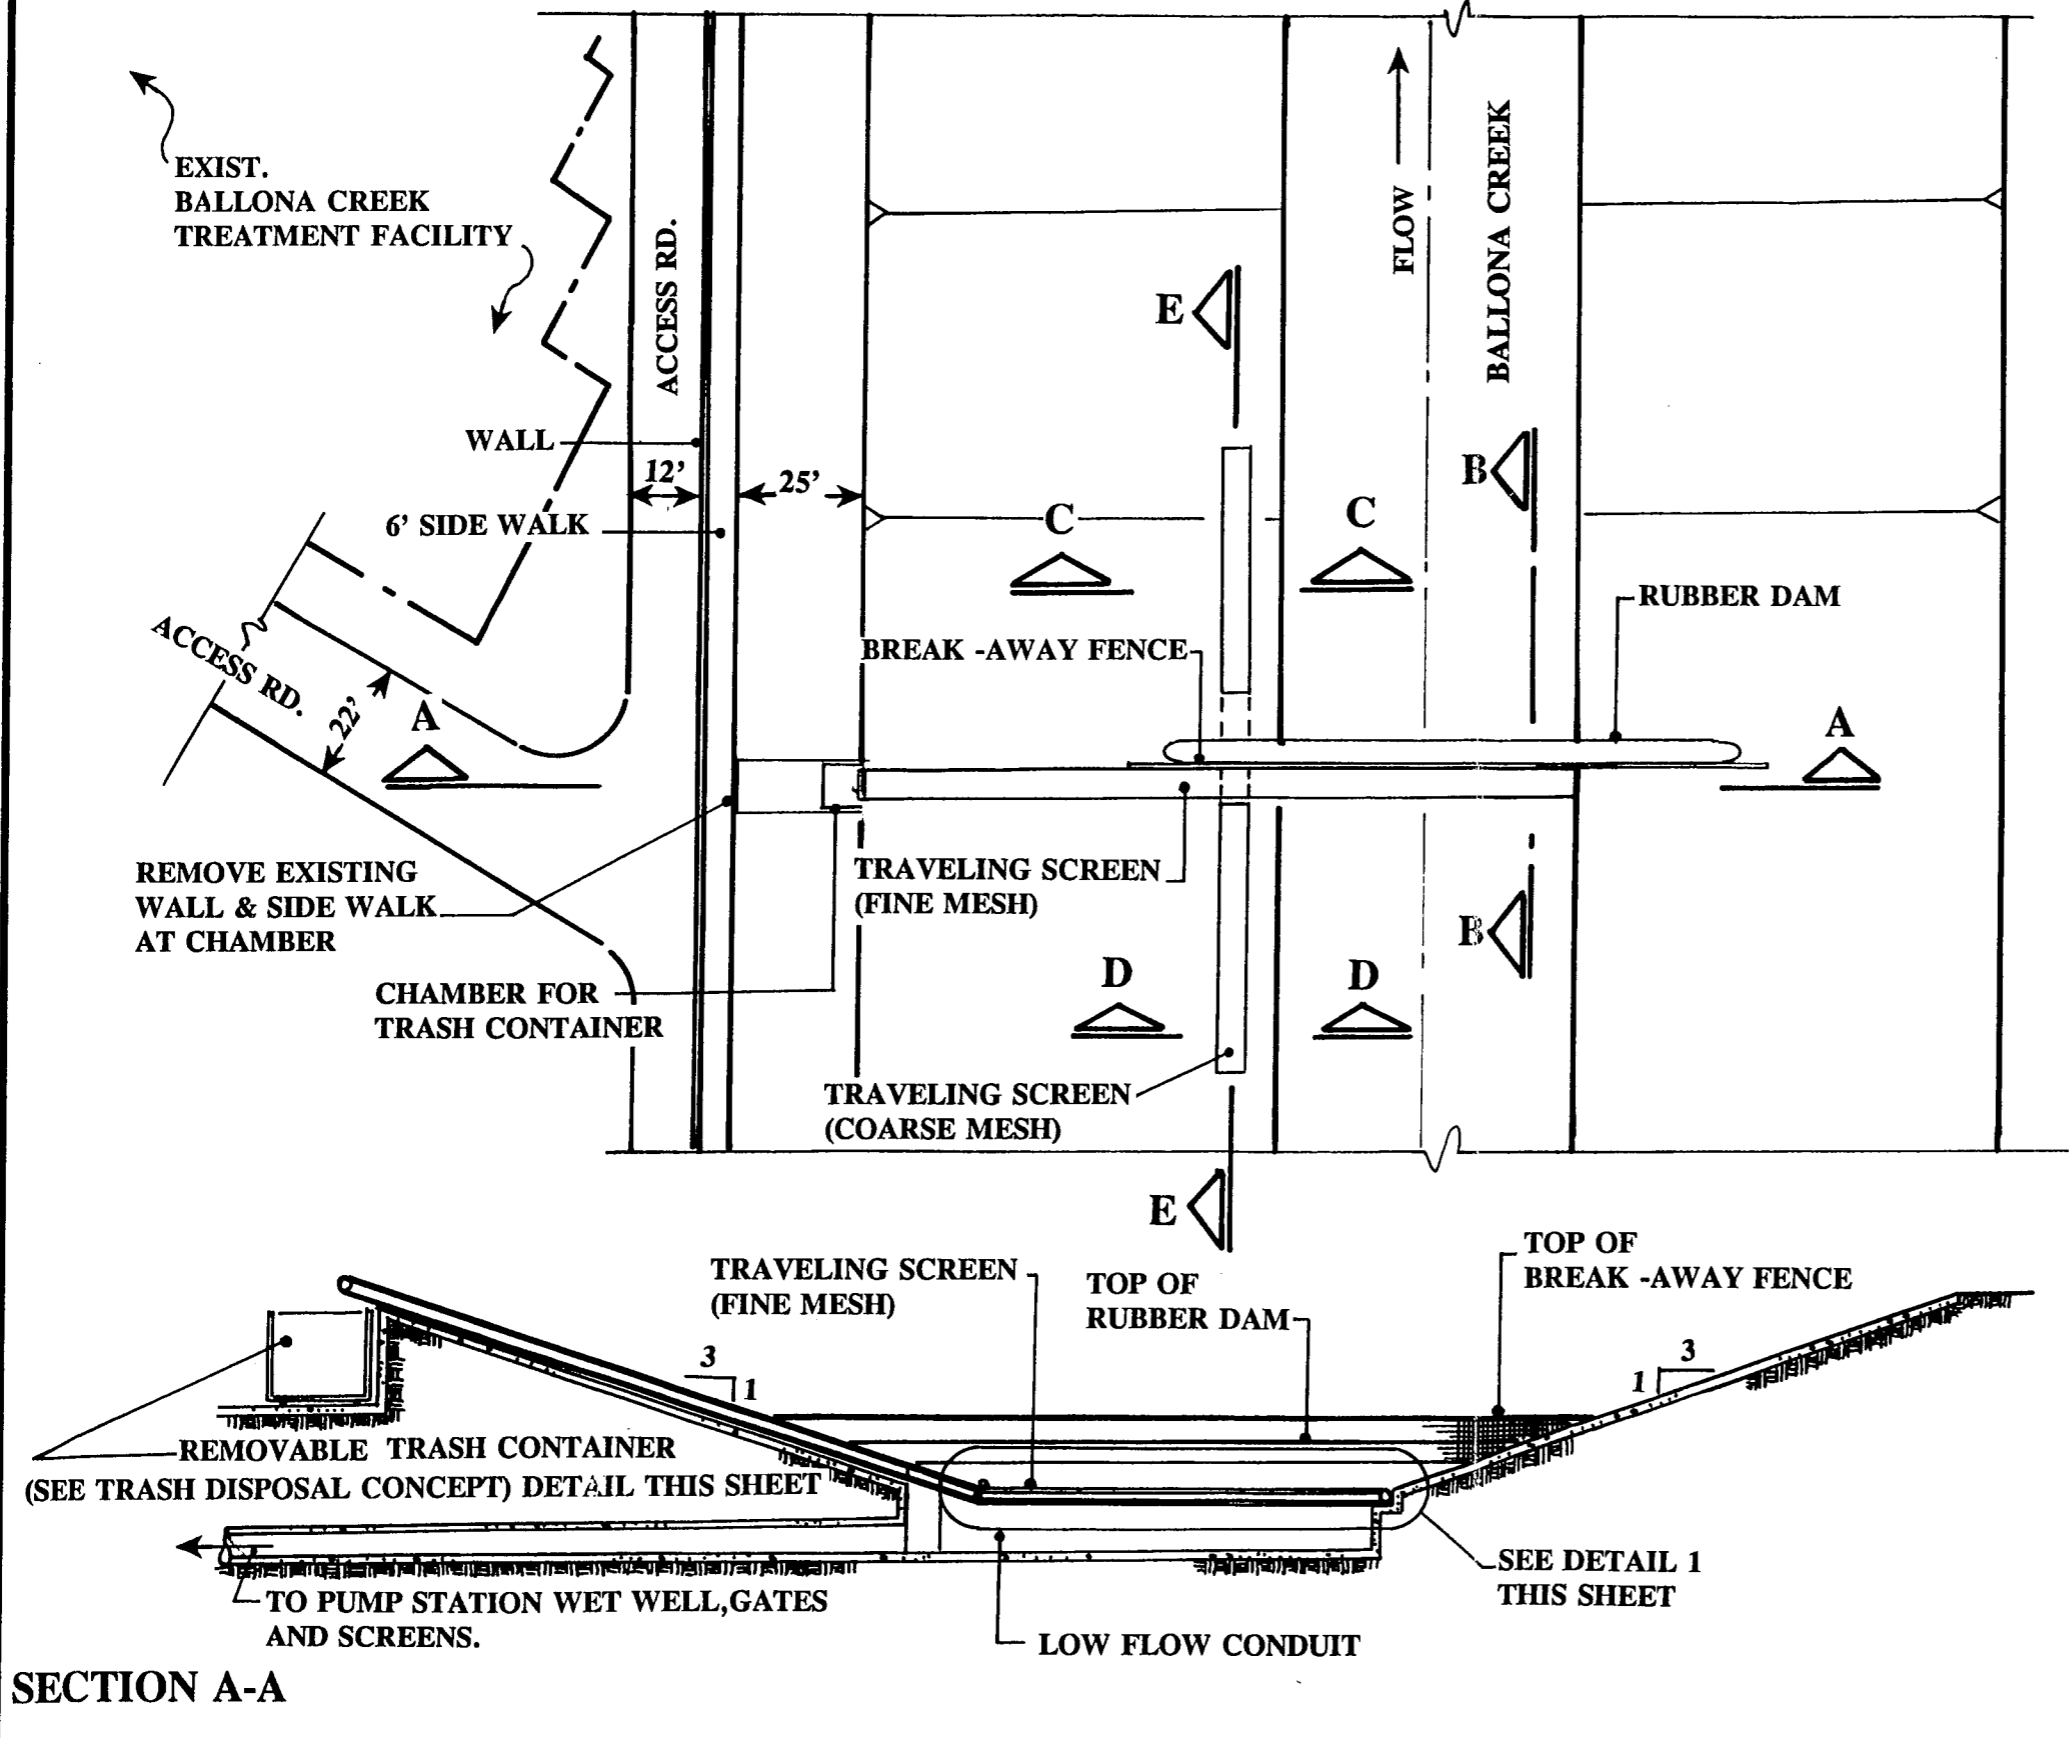 EXIST.
BALLONA CREEK
TREATMENT FACILITY
ACCESS RD.
FLOW
BALLONA CREEK
E
WALL
12’
25’
B
6’ SIDE WALK
C
C
RUBBER DAM
BREAK -AWAY FENCE
ACCESS RD.
22’
A
A
REMOVE EXISTING
WALL & SIDE WALK
AT CHAMBER
TRAVELING SCREEN
(FINE MESH)
B
CHAMBER FOR
TRASH CONTAINER
D
D
TRAVELING SCREEN
(COARSE MESH)
E
TRAVELING SCREEN
(FINE MESH)
TOP OF
RUBBER DAM
TOP OF
BREAK -AWAY FENCE
3
1
3
1
REMOVABLE TRASH CONTAINER
(SEE TRASH DISPOSAL CONCEPT) DETAIL THIS SHEET
SEE DETAIL 1
THIS SHEET
TO PUMP STATION WET WELL,GATES
AND SCREENS.
LOW FLOW CONDUIT
SECTION A-A